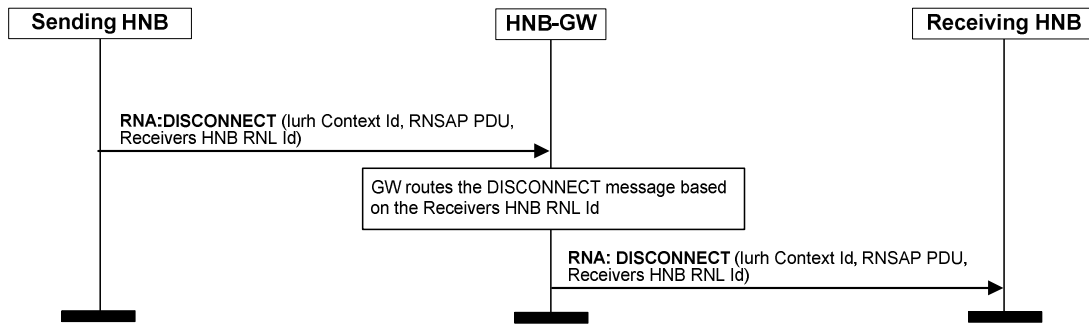 Sending HNB
HNB-GW
Receiving HNB
RNA:DISCONNECT (Iurh Context Id, RNSAP PDU,
Receivers HNB RNL Id)
GW routes the DISCONNECT message based
on the Receivers HNB RNL Id
RNA: DISCONNECT (Iurh Context Id, RNSAP PDU,
Receivers HNB RNL Id)